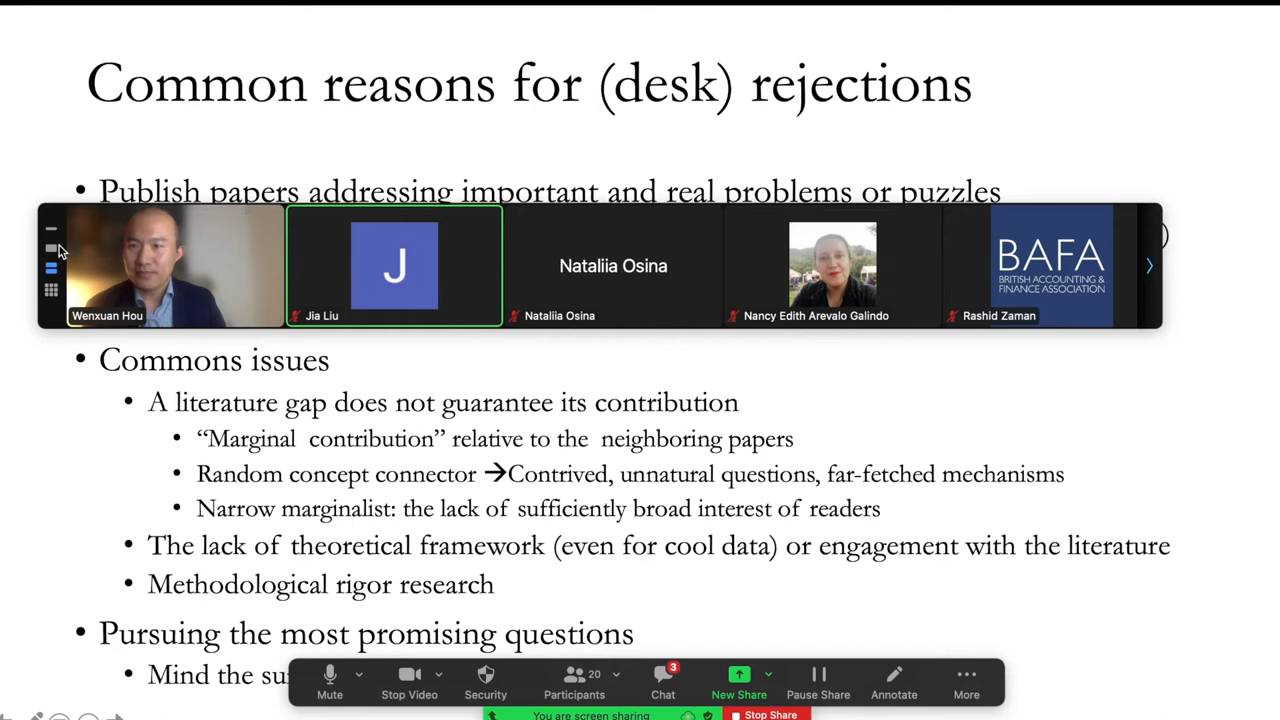 Common reasons for (desk) rejections
• Publish papers addressing important and real problems or puzzles
J
Nataliia Osina
BAFA
BRITISH ACCOUNTING &
FINANCE ASSOCIATION
Wenxuan Hou
Jia Liu
Nataliia Osina
Nancy Edith Arevalo Galindo
Rashid Zaman
)
• Commons issues
• A literature gap does not guarantee its contribution
• “Marginal contribution” relative to the neighboring papers
• Random concept connector ➔Contrived, unnatural questions, far-fetched mechanisms
• Narrow marginalist: the lack of sufficiently broad interest of readers
• The lack of theoretical framework (even for cool data) or engagement with the literature
• Methodological rigor research
• Pursuing the most promising questions
• Mind the
20
3
Mute
Stop Video
Security
Participants
Chat
New Share
Pause Share
Annotate
More
You are screen sharing
Stop Share